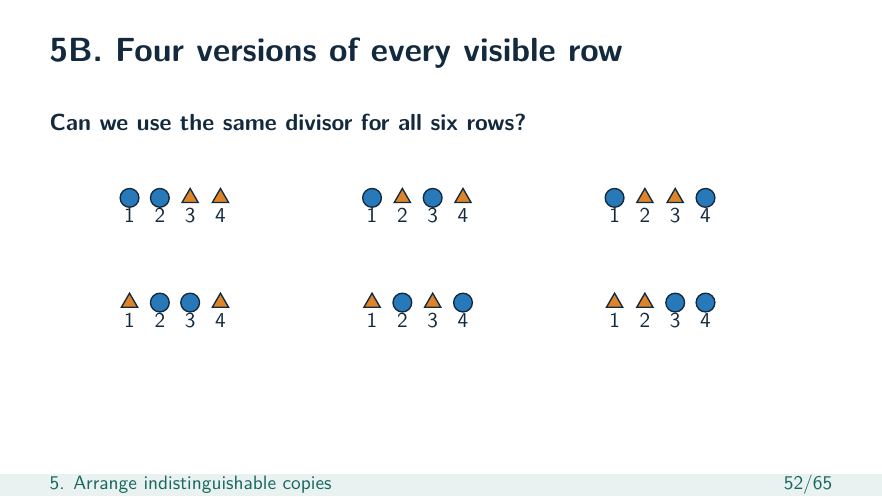 5B. Four versions of every visible row
Can we use the same divisor for all six rows?
1 2 3 4 1 2 3 4 1 2 3 4
1 2 3 4 1 2 3 4 1 2 3 4
5. Arrange indistinguishable copies 52/65